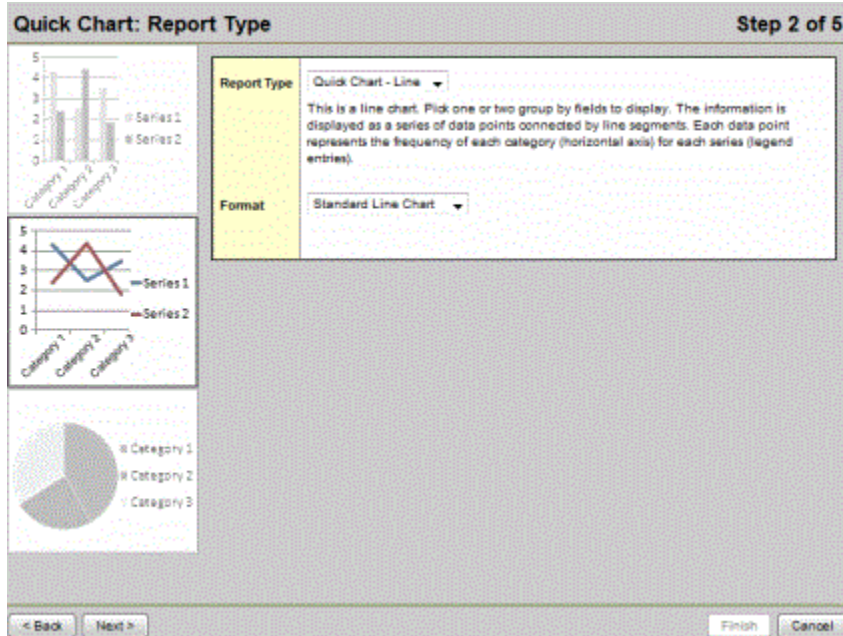 Quick Chart: Report Type
Step 2 of 5
5
4
3
2
1
0
Series 1
Series 2
Category 1
Category 2
Category 3
5
4
3
2
1
0
Series 1
Series 2
Category 1
Category 2
Category 3
Category 1
Category 2
Category 3
Report Type
Quick Chart - Line
This is a line chart. Pick one or two group by fields to display. The information is
displayed as a series of data points connected by line segments. Each data point
represents the frequency of each category (horizontal axis) for each series (legend
entries).
Format
Standard Line Chart
< Back
Next >
Finish
Cancel